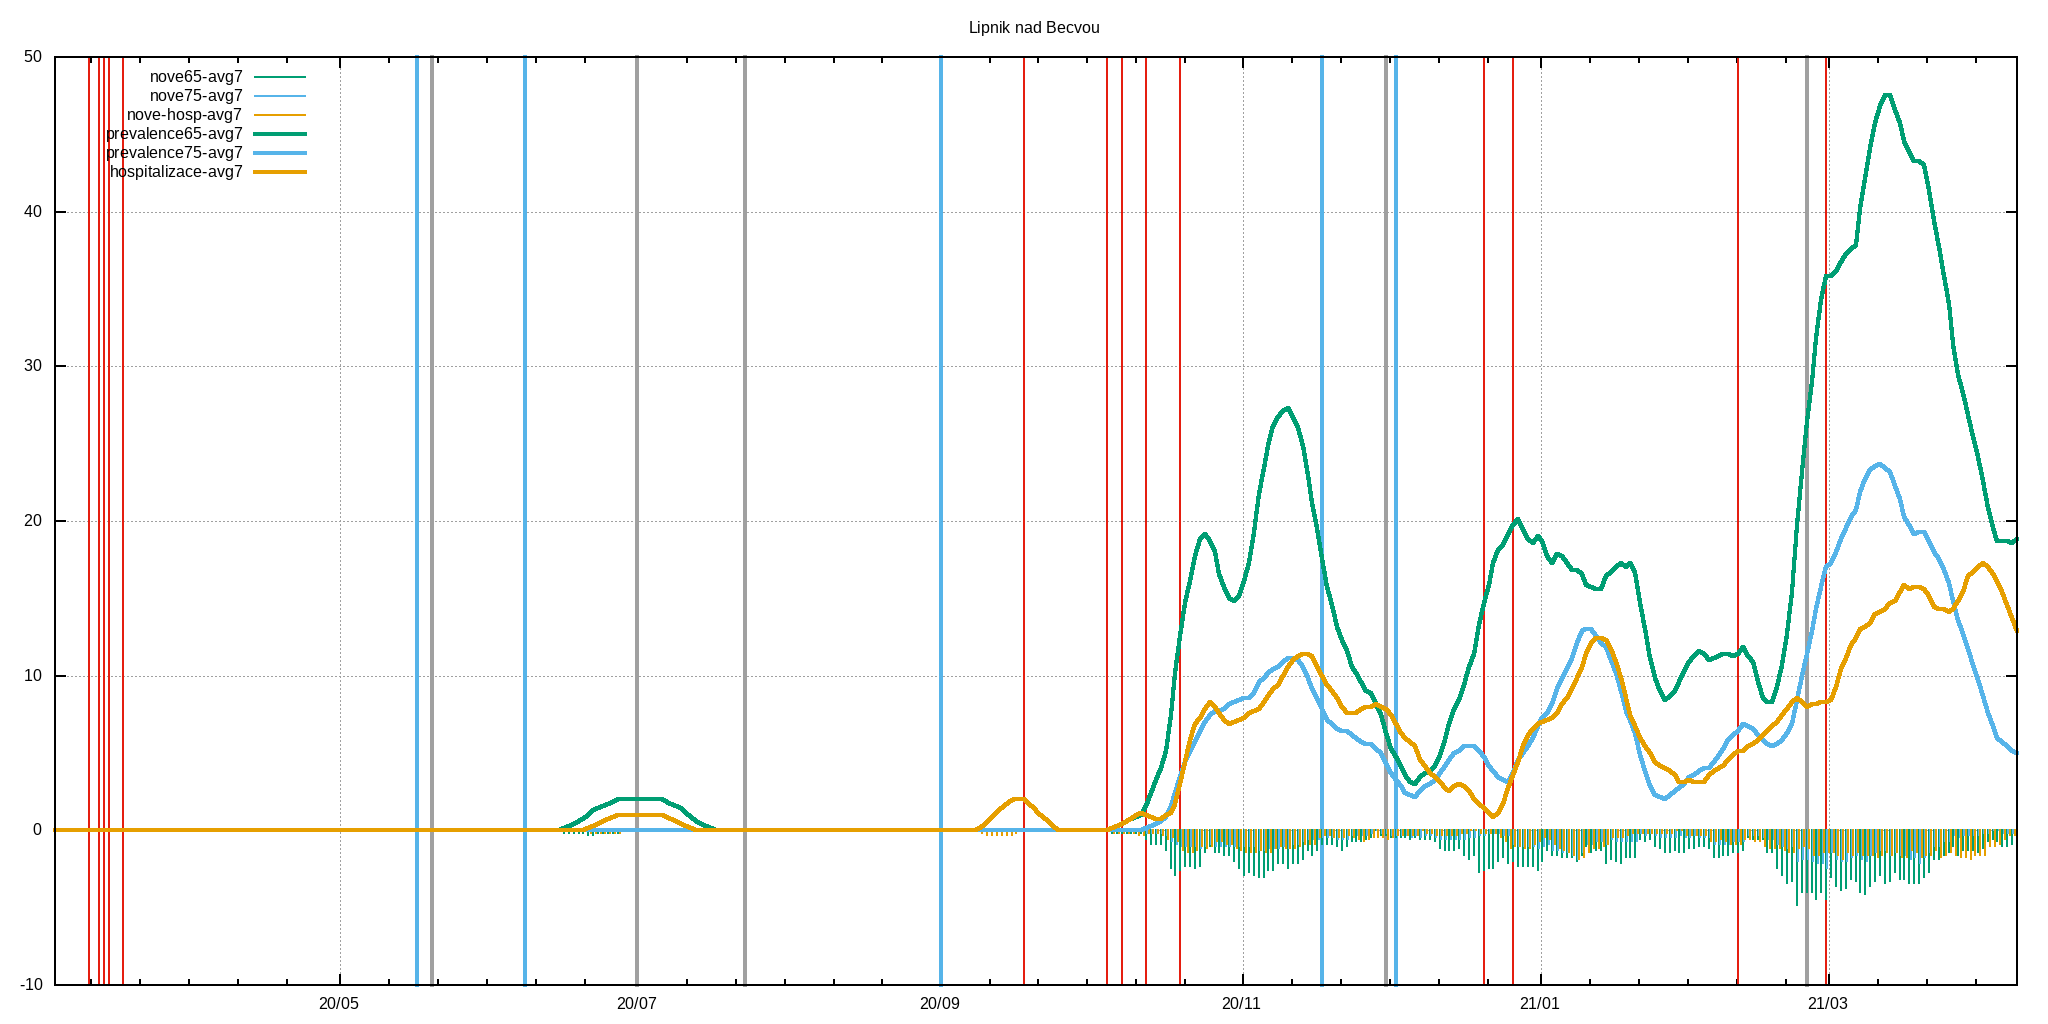 Lipnik nad Becvou
50
nove65-avg7
nove75-avg7
nove-hosp-avg7
prevalence65-avg7
prevalence75-avg7
hospitalizace-avg7
40
30
20
10
0
-10
20/05 20/07 20/09 20/11 21/01 21/03